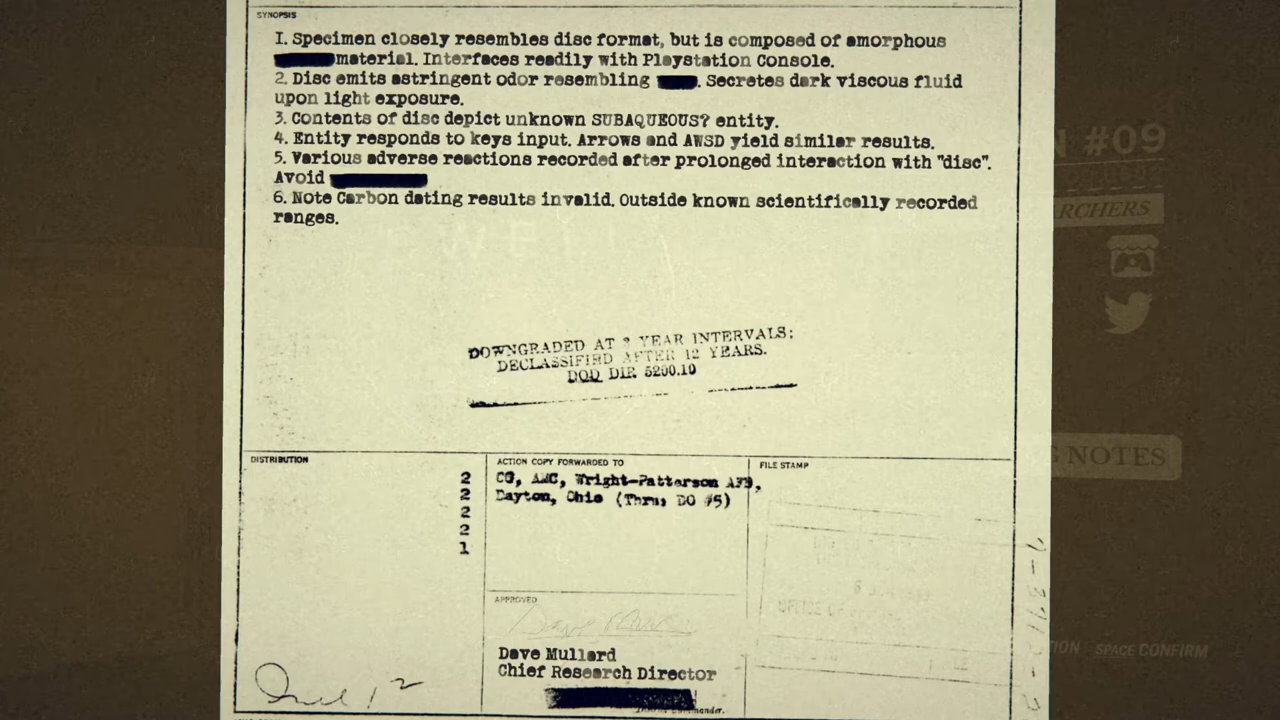 SYNOPSIS
1. Specimen closely resembles disc format, but is composed of amorphous
material. Interfaces readily with Playstation Console.
2. Disc emits astringent odor resembling . Secretes dark viscous fluid
upon light exposure.
3. Contents of disc depict unknown SUBAQUEOUS? entity.
4. Entity responds to keys input. Arrows and AWSD yield similar results.
5. Various adverse reactions recorded after prolonged interaction with "disc".
Avoid
6. Note Carbon dating results invalid. Outside known scientifically recorded
ranges.
#09
ARCHERS
NOTES
DOWNGRADED AT 3 YEAR INTERVALS;
DECLASSIFIED AFTER 12 YEARS.
DOD DIR 5200.10
DISTRIBUTION
2
2
2
2
1
ACTION COPY FORWARDED TO
CG, AMC, Wright-Patterson AFB,
Dayton, Ohio (Thru: DO #5)
FILE STAMP
APPROVED
Dave Mullard
Chief Research Director
Commander.
SPACE CONFIRM